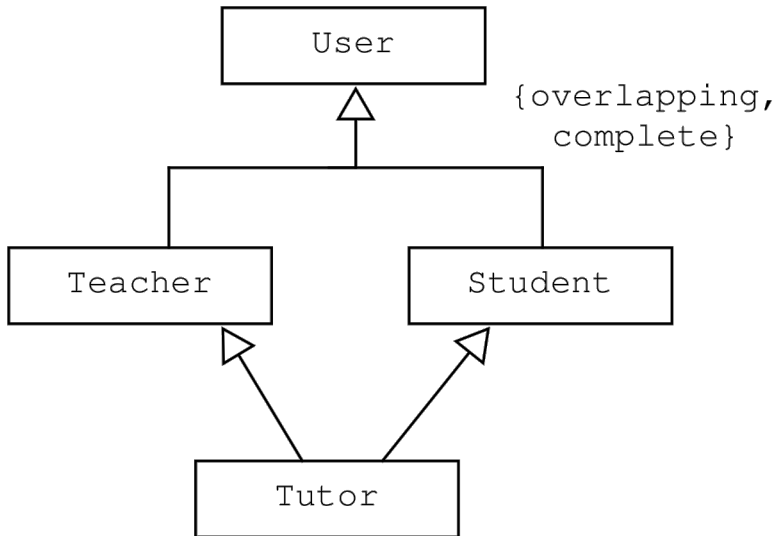 User
{overlapping,
complete}
Teacher
Student
Tutor